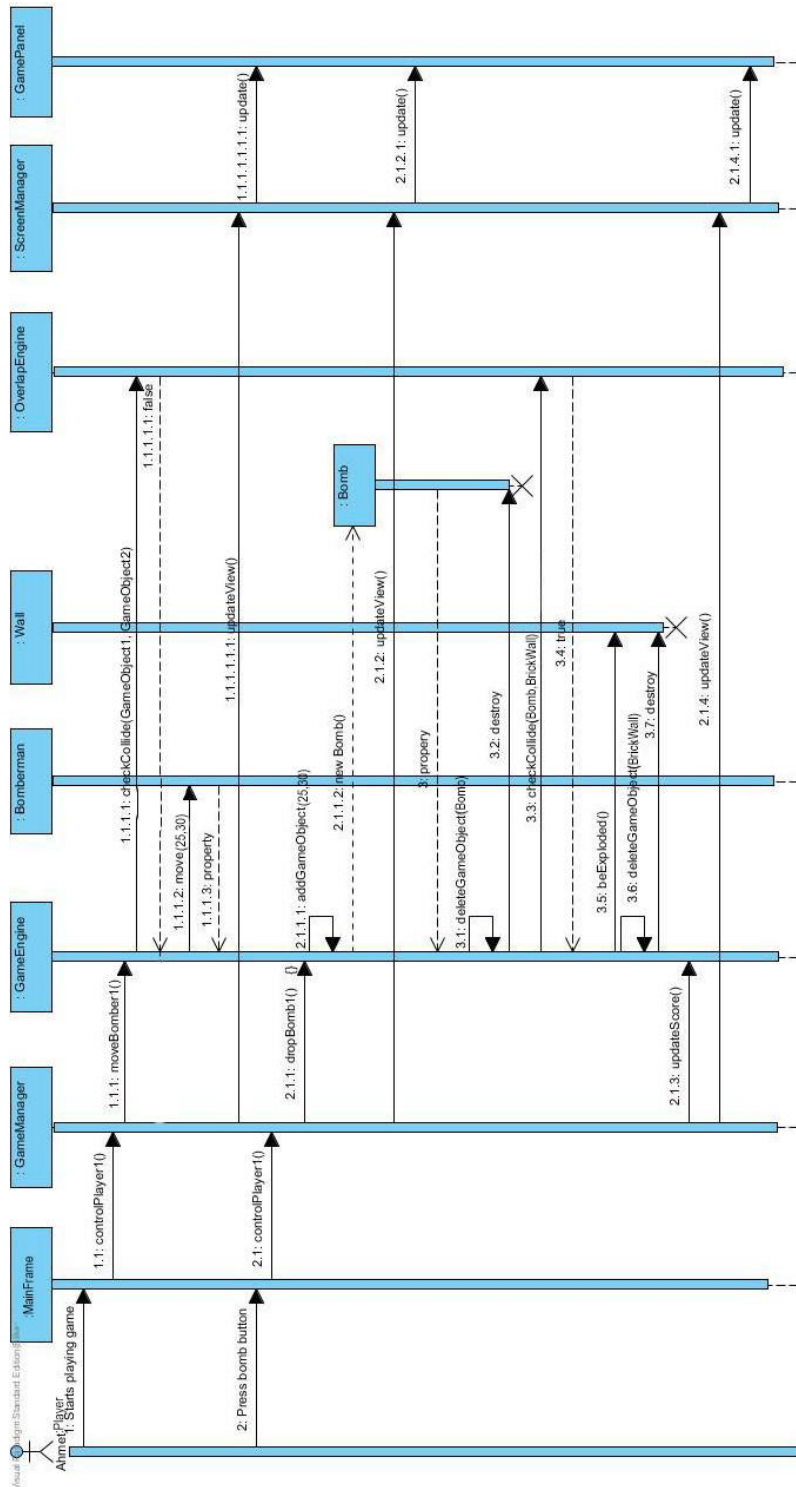 Visual Paradigm Standard Edition
Ahmet:Player
:MainFrame
: GameManager
: GameEngine
: Bomberman
: Wall
: OverlapEngine
: ScreenManager
: GamePanel
1: Starts playing game
1.1: controlPlayer1()
1.1.1: moveBomber1()
1.1.1.1: checkCollide(GameObject1, GameObject2)
1.1.1.1.1: false
1.1.1.2: move(25,30)
1.1.1.3: property
1.1.1.1.1.1: updateView()
1.1.1.1.1.1.1: update()
2: Press bomb button
2.1: controlPlayer1()
2.1.1: dropBomb1()
{}
2.1.1.1: addGameObject(25,30)
2.1.1.2: new Bomb()
: Bomb
2.1.2: updateView()
2.1.2.1: update()
3: propery
3.1: deleteGameObject(Bomb)
3.2: destroy
3.3: checkCollide(Bomb,BrickWall)
3.4: true
3.5: beExploded()
3.6: deleteGameObject(BrickWall)
3.7: destroy
2.1.3: updateScore()
2.1.4: updateView()
2.1.4.1: update()